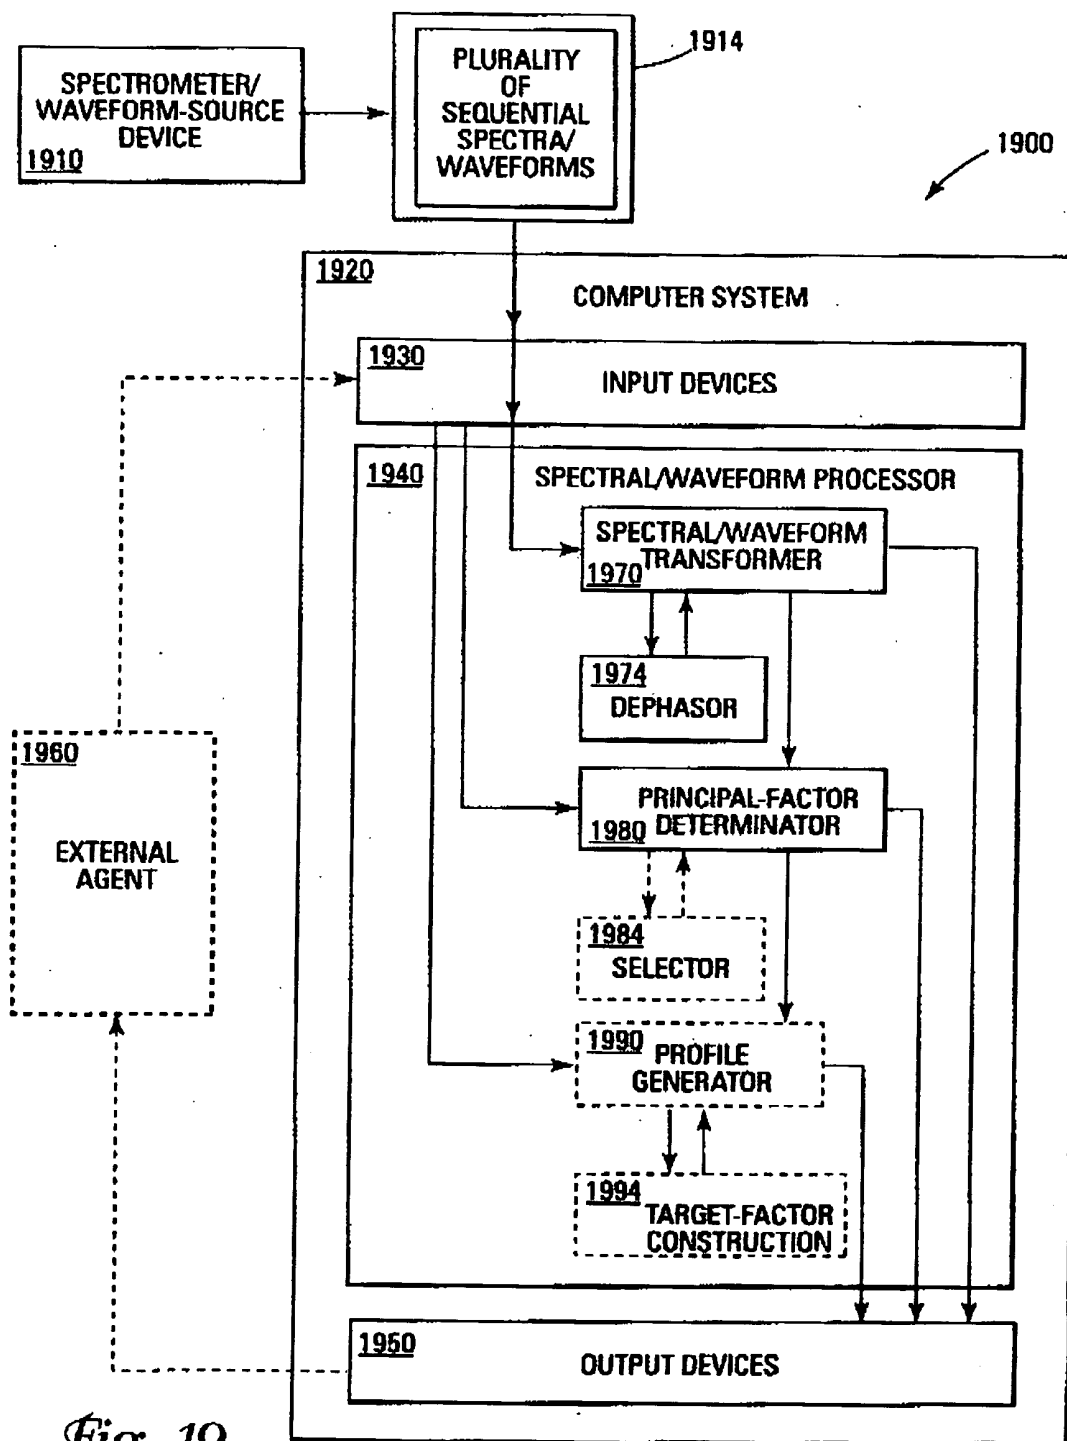 1914
SPECTROMETER/
WAVEFORM-SOURCE
DEVICE
1910
PLURALITY
OF
SEQUENTIAL
SPECTRA/
WAVEFORMS
1900
1920
COMPUTER SYSTEM
1930
INPUT DEVICES
1940
SPECTRAL/WAVEFORM PROCESSOR
SPECTRAL/WAVEFORM
TRANSFORMER
1970
1974
DEPHASOR
1960
EXTERNAL
AGENT
PRINCIPAL-FACTOR
DETERMINATOR
1980
1984
SELECTOR
1990
PROFILE
GENERATOR
1994
TARGET-FACTOR
CONSTRUCTION
1950
OUTPUT DEVICES
Fig. 19